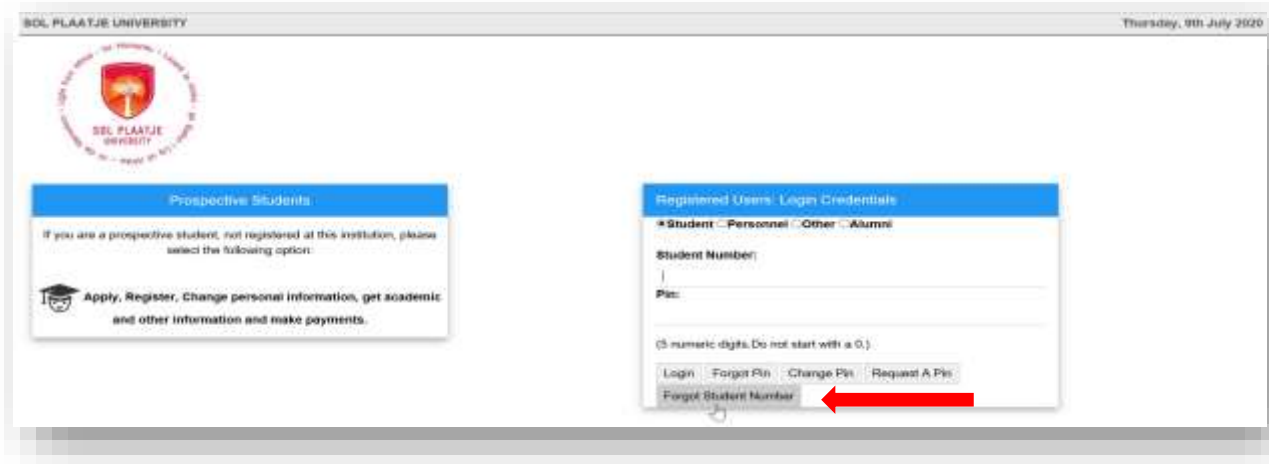 SOL PLAATJE UNIVERSITY
Thursday, 9th July 2020
SOL PLAATJE
UNIVERSITY
Prospective Students
If you are a prospective student, not registered at this institution, please
select the following option:
Apply, Register, Change personal information, get academic
and other information and make payments.
Registered Users: Login Credentials
Student Personnel Other Alumni
Student Number:
Pin:
(5 numeric digits.Do not start with a 0.)
Login Forgot Pin Change Pin Request A Pin
Forgot Student Number